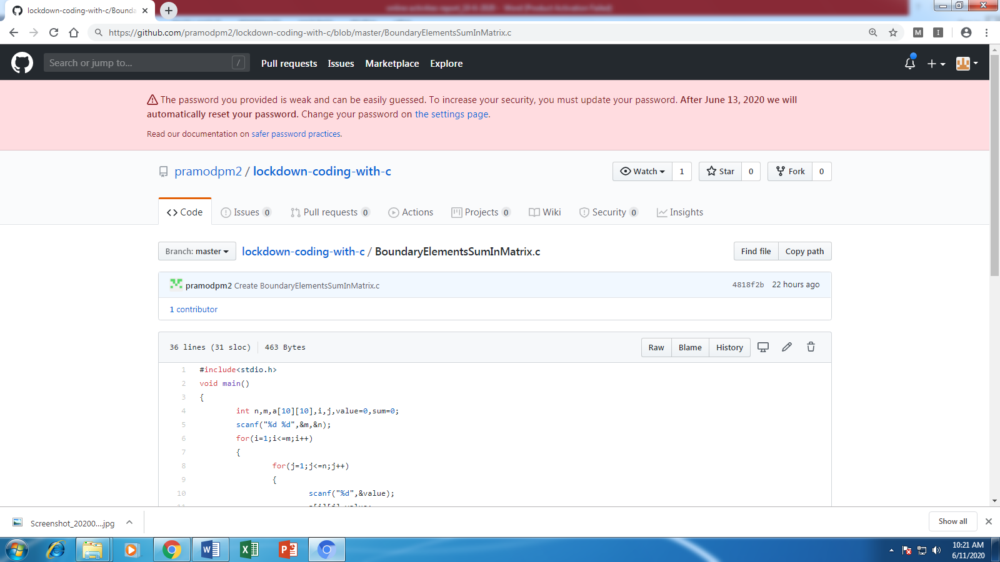 lockdown-coding-with-c/Bounda
https://github.com/pramodpm2/lockdown-coding-with-c/blob/master/BoundaryElementsSumInMatrix.c
M
I
Search or jump to...
/
Pull requests
Issues
Marketplace
Explore
The password you provided is weak and can be easily guessed. To increase your security, you must update your password. After June 13, 2020 we will
automatically reset your password. Change your password on the settings page.
Read our documentation on safer password practices.
pramodpm2 / lockdown-coding-with-c
Watch 1
Star 0
Fork 0
Code
Issues 0
Pull requests 0
Actions
Projects 0
Wiki
Security 0
Insights
Branch: master
lockdown-coding-with-c / BoundaryElementsSumInMatrix.c
Find file
Copy path
pramodpm2 Create BoundaryElementsSumInMatrix.c
4818f2b 22 hours ago
1 contributor
36 lines (31 sloc) 463 Bytes
Raw
Blame
History
1 #include<stdio.h>
2 void main()
3 {
4 int n,m,a[10][10],i,j,value=0,sum=0;
5 scanf("%d %d",&m,&n);
6 for(i=1;i<=m;i++)
7 {
8 for(j=1;j<=n;j++)
9 {
10 scanf("%d",&value);
Screenshot_20200....jpg
Show all
10:21 AM
6/11/2020